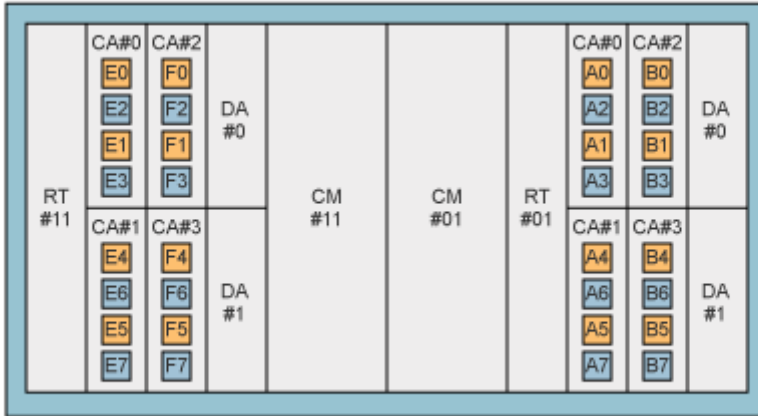 CA#0 CA#2 CA#0 CA#2
E0 F0 A0 B0
E2 F2 DA A2 B2 DA
E1 F1 #0 A1 B1 #0
E3 F3 A3 B3
RT CM CM RT
#11 #11 #01 #01
CA#1 CA#3 CA#1 CA#3
E4 F4 A4 B4
E6 F6 DA A6 B6 DA
E5 F5 #1 A5 B5 #1
E7 F7 A7 B7